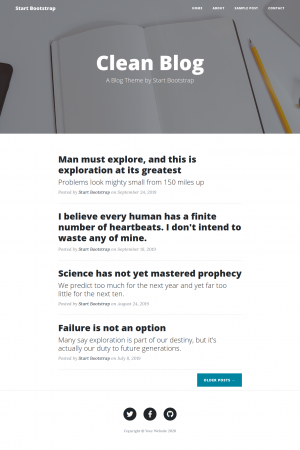 Start Bootstrap
HOME ABOUT SAMPLE POST CONTACT
Clean Blog
A Blog Theme by Start Bootstrap
Man must explore, and this is
exploration at its greatest
Problems look mighty small from 150 miles up
Posted by Start Bootstrap on September 24, 2019
I believe every human has a finite
number of heartbeats. I don't intend to
waste any of mine.
Posted by Start Bootstrap on September 18, 2019
Science has not yet mastered prophecy
We predict too much for the next year and yet far too
little for the next ten.
Posted by Start Bootstrap on August 24, 2019
Failure is not an option
Many say exploration is part of our destiny, but it's
actually our duty to future generations.
Posted by Start Bootstrap on July 8, 2019
OLDER POSTS →
Copyright © Your Website 2020